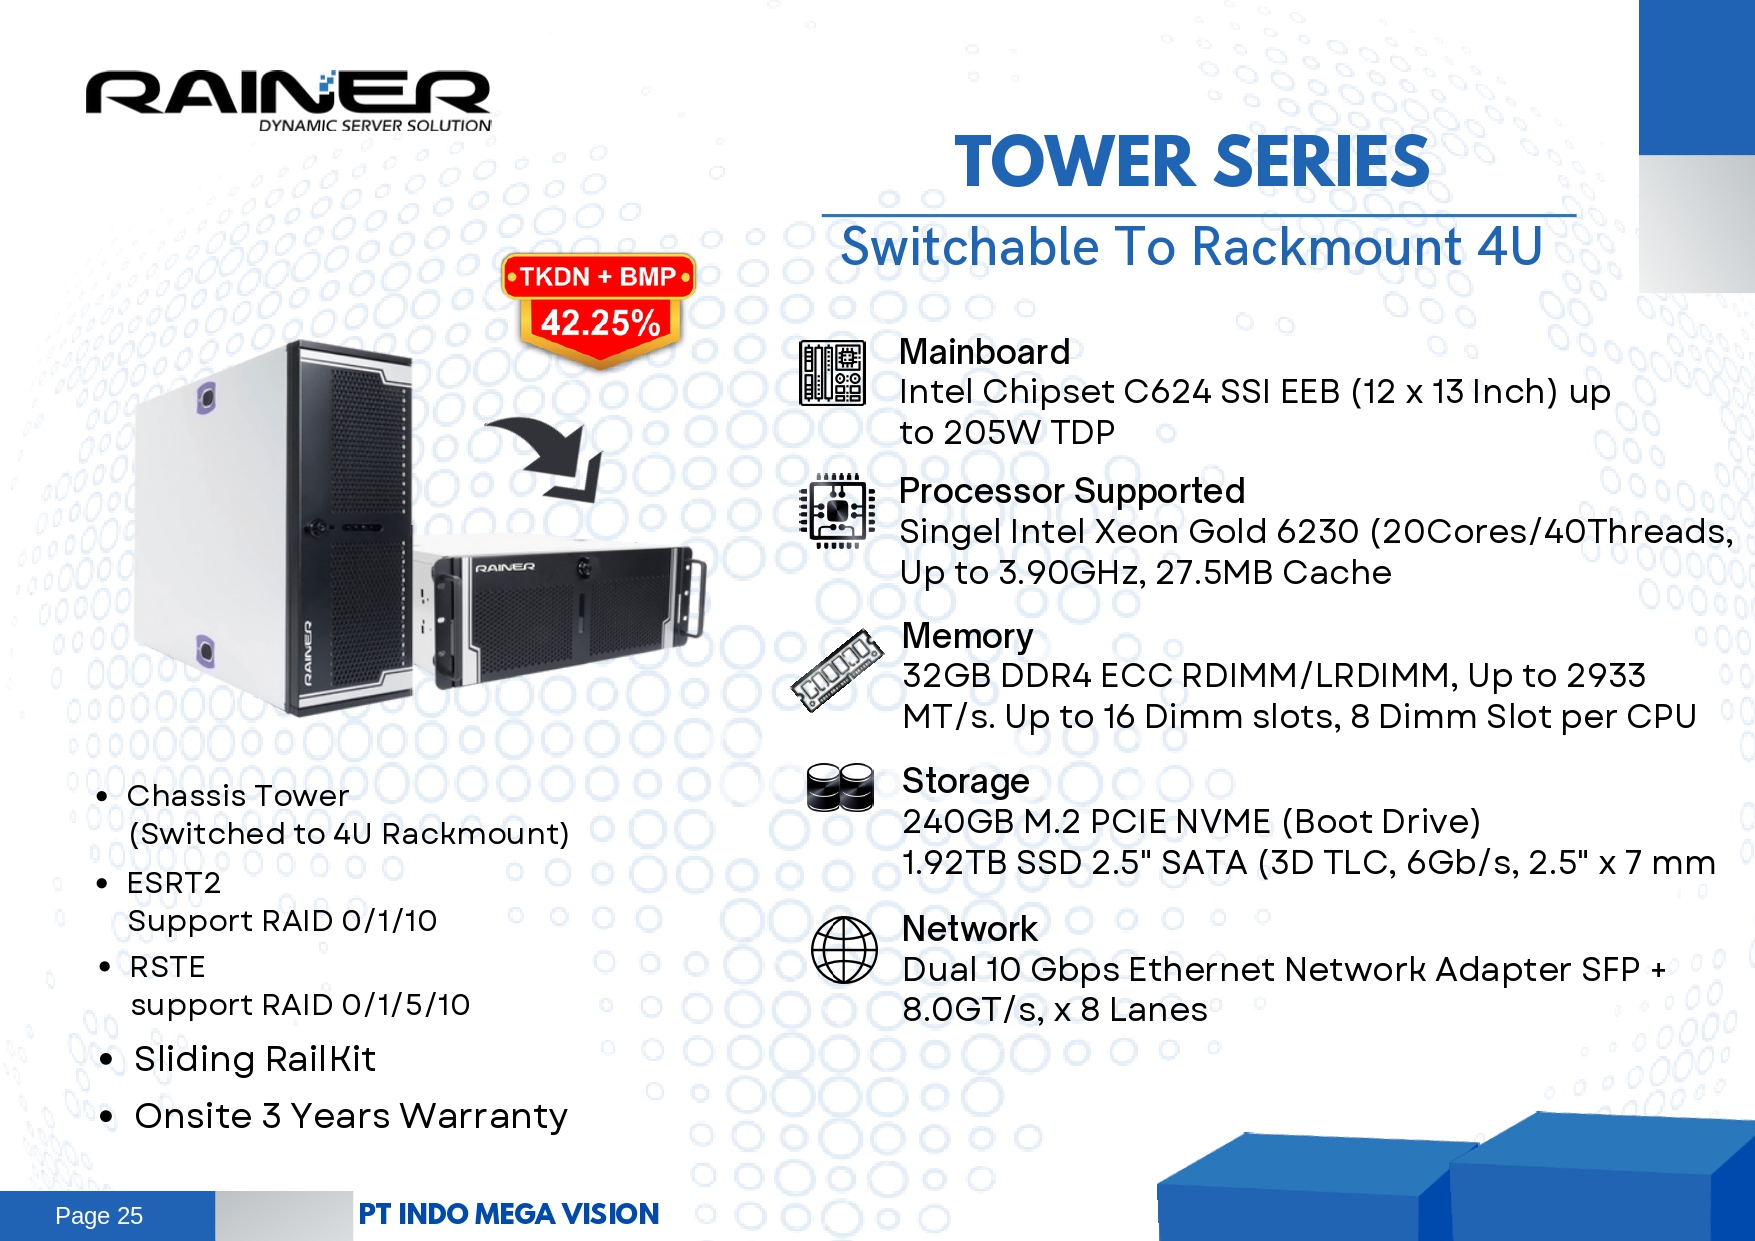 RAINER
DYNAMIC SERVER SOLUTION
TOWER SERIES
Switchable To Rackmount 4U
TKDN + BMP
42.25%
RAINER
RAINER
Mainboard
Intel Chipset C624 SSI EEB (12 x 13 Inch) up
to 205W TDP
Processor Supported
Singel Intel Xeon Gold 6230 (20Cores/40Threads,
Up to 3.90GHz, 27.5MB Cache
Memory
32GB DDR4 ECC RDIMM/LRDIMM, Up to 2933
MT/s. Up to 16 Dimm slots, 8 Dimm Slot per CPU
Storage
240GB M.2 PCIE NVME (Boot Drive)
1.92TB SSD 2.5" SATA (3D TLC, 6Gb/s, 2.5" x 7 mm
Network
Dual 10 Gbps Ethernet Network Adapter SFP +
8.0GT/s, x 8 Lanes
• Chassis Tower
(Switched to 4U Rackmount)
• ESRT2
Support RAID 0/1/10
• RSTE
support RAID 0/1/5/10
• Sliding RailKit
• Onsite 3 Years Warranty
Page 25
PT INDO MEGA VISION